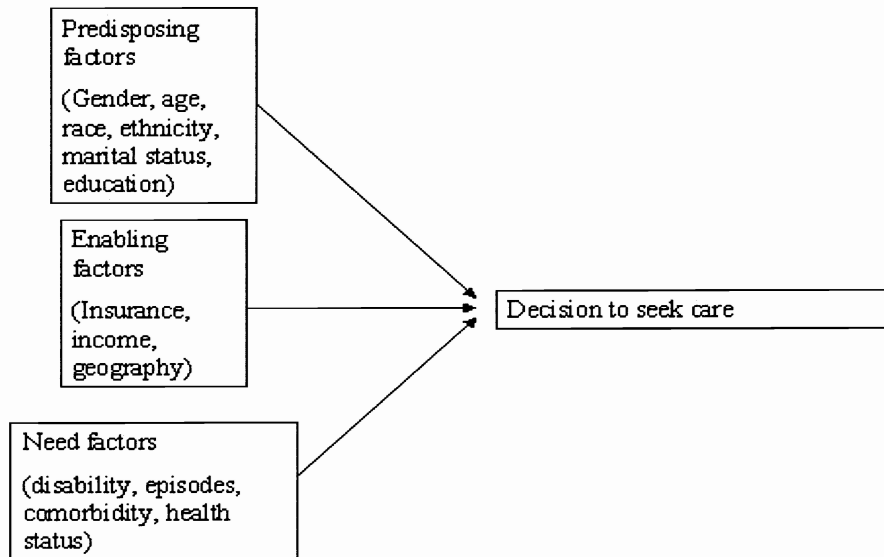 Predisposing
factors
(Gender, age,
race, ethnicity,
marital status,
education)
Enabling
factors
(Insurance,
income,
geography)
Decision to seek care
Need factors
(disability, episodes,
comorbidity, health
status)